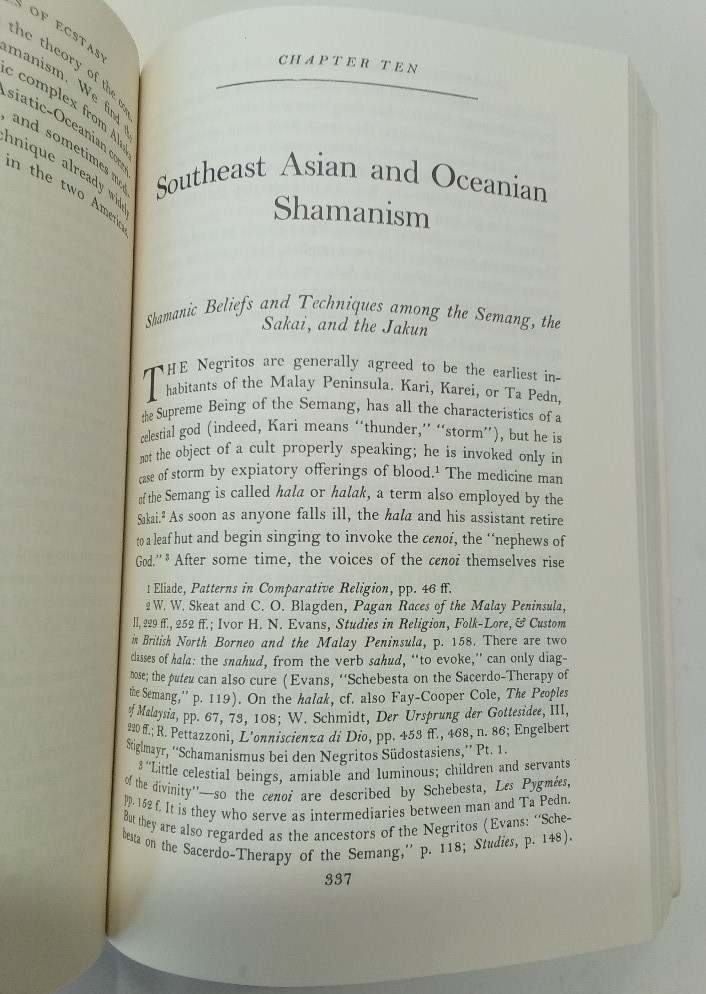 S OF ECSTASY
the theory of the con-
amanism. We find the
ic complex from Alaska
Asiatic-Oceanian
, and sometimes mod-
chnique already widely
in the two Americas.
CHAPTER TEN
Southeast Asian and Oceanian
Shamanism
Shamanic Beliefs and Techniques among the Semang, the
Sakai, and the Jakun
THE Negritos are generally agreed to be the earliest in-
habitants of the Malay Peninsula. Kari, Karei, or Ta Pedn,
the Supreme Being of the Semang, has all the characteristics of a
celestial god (indeed, Kari means "thunder," "storm"), but he is
not the object of a cult properly speaking; he is invoked only in
case of storm by expiatory offerings of blood.1 The medicine man
of the Semang is called hala or halak, a term also employed by the
Sakai.2 As soon as anyone falls ill, the hala and his assistant retire
to a leaf hut and begin singing to invoke the cenoi, the "nephews of
God." 3 After some time, the voices of the cenoi themselves rise
1 Eliade, Patterns in Comparative Religion, pp. 46 ff.
2 W. W. Skeat and C. O. Blagden, Pagan Races of the Malay Peninsula,
II, 229 ff., 252 ff.; Ivor H. N. Evans, Studies in Religion, Folk-Lore, & Custom
in British North Borneo and the Malay Peninsula, p. 158. There are two
classes of hala: the snahud, from the verb sahud, "to evoke," can only diag-
nose; the puteu can also cure (Evans, "Schebesta on the Sacerdo-Therapy of
the Semang," p. 119). On the halak, cf. also Fay-Cooper Cole, The Peoples
of Malaysia, pp. 67, 73, 108; W. Schmidt, Der Ursprung der Gottesidee, III,
220 ff.; R. Pettazzoni, L'onniscienza di Dio, pp. 453 ff., 468, n. 86; Engelbert
Stiglmayr, "Schamanismus bei den Negritos Südostasiens," Pt. 1.
3 "Little celestial beings, amiable and luminous; children and servants
of the divinity"—so the cenoi are described by Schebesta, Les Pygmées,
pp. 152 f. It is they who serve as intermediaries between man and Ta Pedn.
But they are also regarded as the ancestors of the Negritos (Evans: "Sche-
besta on the Sacerdo-Therapy of the Semang," p. 118; Studies, p. 148).
337